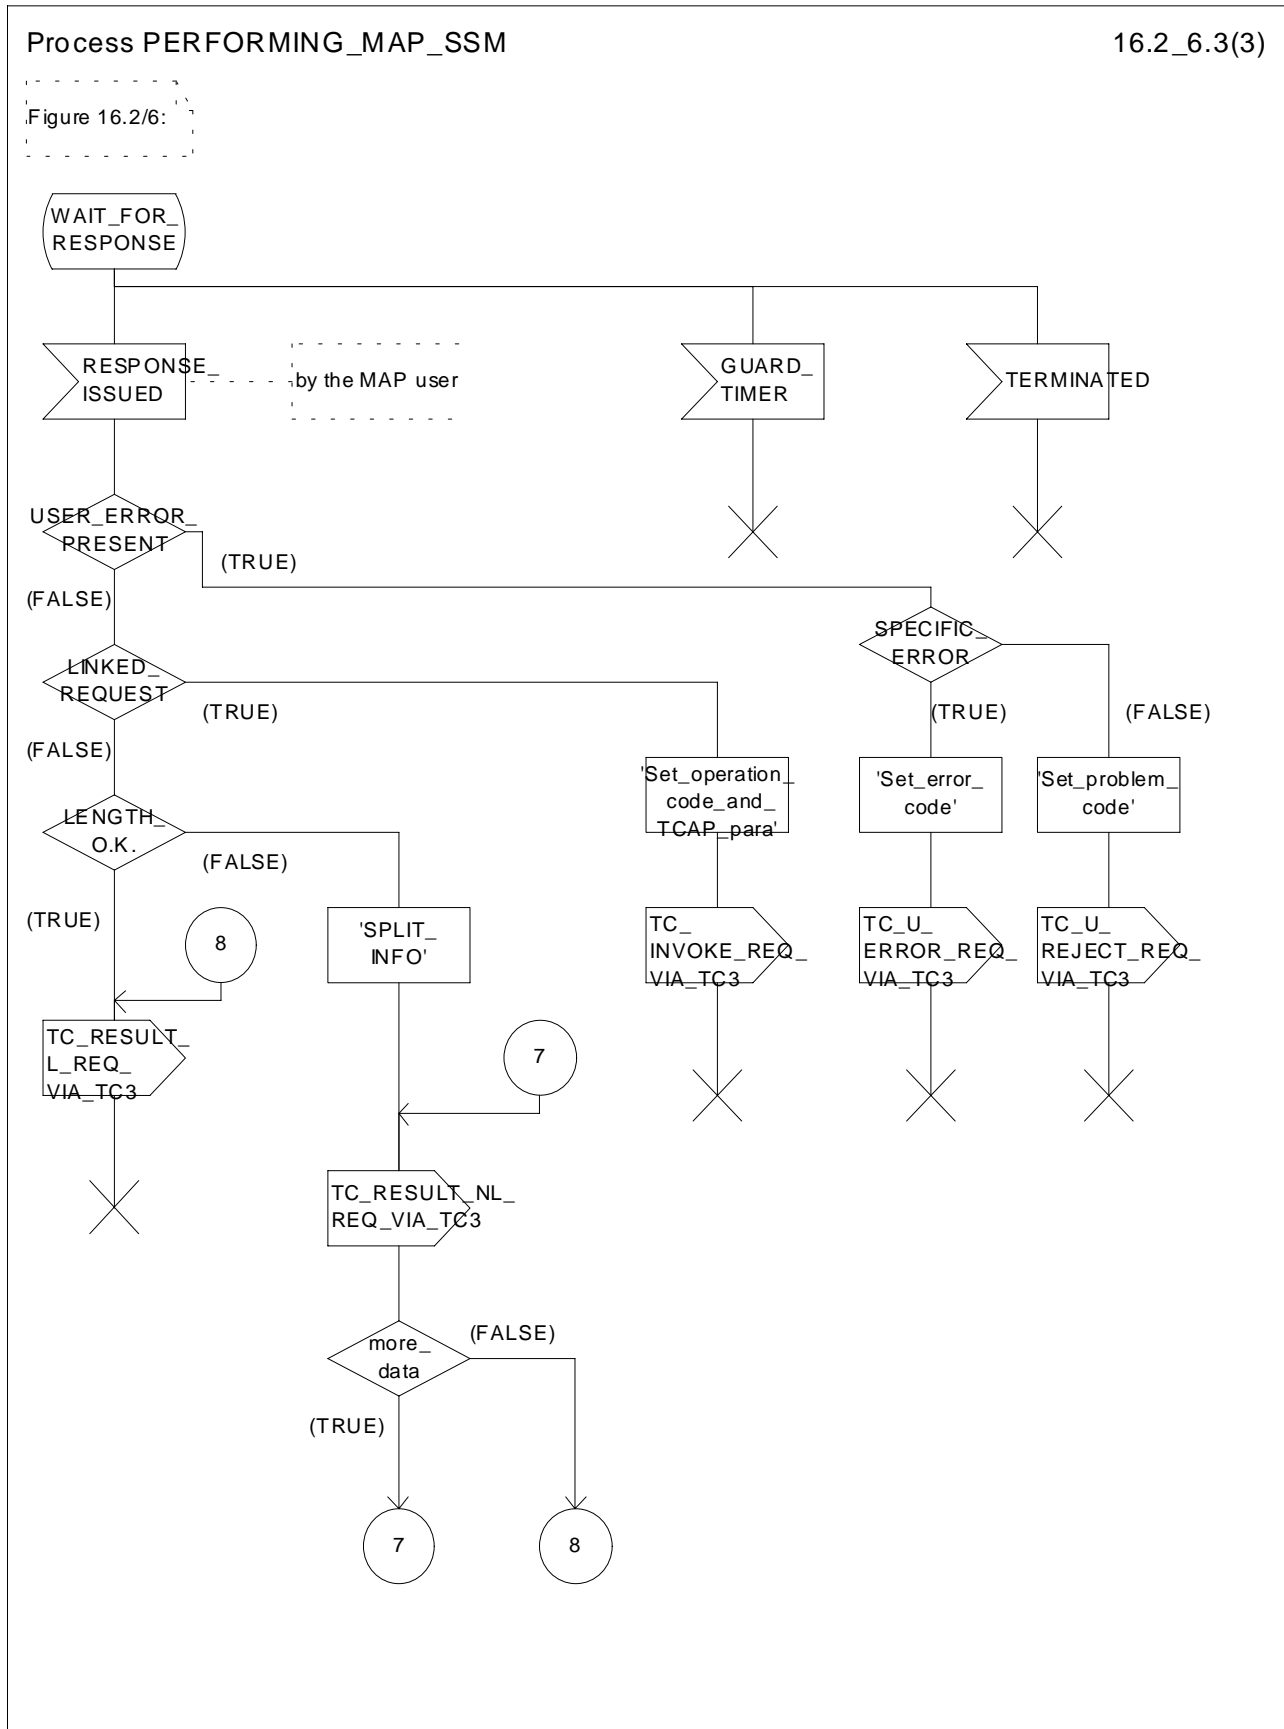 Process PERFORMING_MAP_SSM
16.2_6.3(3)
Figure 16.2/6:
WAIT_FOR_
RESPONSE
RESPONSE_
ISSUED
by the MAP user
GUARD_
TIMER
TERMINATED
USER_ERROR_
PRESENT
(TRUE)
(FALSE)
SPECIFIC_
ERROR
LINKED_
REQUEST
(TRUE)
(TRUE)
(FALSE)
(FALSE)
'Set_operation_
code_and_
TCAP_para'
'Set_error_
code'
'Set_problem_
code'
LENGTH_
O.K.
(FALSE)
(TRUE)
8
'SPLIT_
INFO'
TC_
INVOKE_REQ_
VIA_TC3
TC_U_
ERROR_REQ_
VIA_TC3
TC_U_
REJECT_REQ_
VIA_TC3
TC_RESULT_
L_REQ_
VIA_TC3
7
TC_RESULT_NL_
REQ_VIA_TC3
more_
data
(FALSE)
(TRUE)
7
8